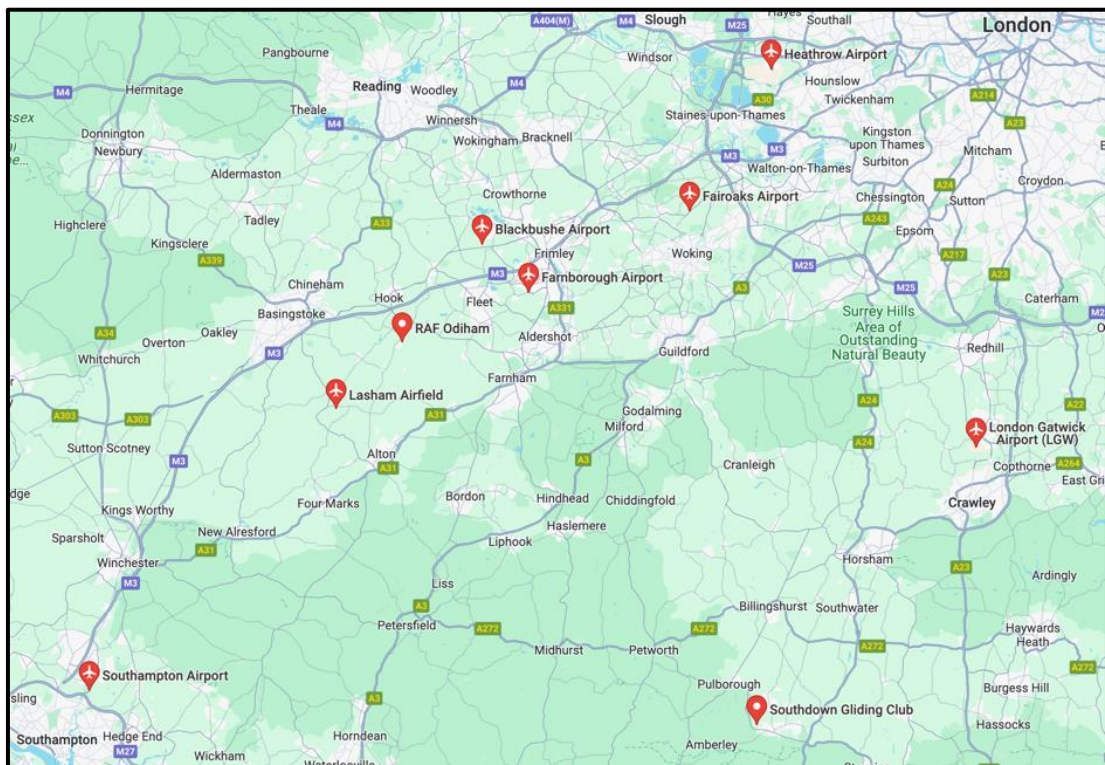 A404(M)
M4
Slough
Hayes
Southall
London
M25
Pangbourne
Windsor
Heathrow Airport
Reading
Woodley
Hounslow
M4
Hermitage
Theale
A30
Twickenham
A214
M4
Winnersh
Staines-upon-Thames
A23
Donnington
Newbury
Wokingham
Bracknell
Kingston
upon Thames
Mitcham
M3
Surbiton
Walton-on-Thames
Aldermaston
Croydon
Crowthorne
Fairoaks Airport
A24
Chessington
Sutton
Highclere
Tadley
A33
Blackbushe Airport
A243
Epsom
Kingsclere
Frimley
Woking
A217
A339
M25
M3
Farnborough Airport
A23
Chineham
Hook
Fleet
A3
M25
Caterham
Basingstoke
A331
RAF Odiham
Surrey Hills
Area of
Outstanding
Natural Beauty
A34
Oakley
Overton
Aldershot
Redhill
Whitchurch
M3
Guildford
Farnham
Lasham Airfield
A24
A303
A303
A31
Godalming
Milford
A22
London Gatwick
Airport (LGW)
Sutton Scotney
A24
Alton
M3
A31
A3
Cranleigh
Copthorne
A264
East Gri
Four Marks
Bordon
Hindhead
Chiddingfold
Crawley
Kings Worthy
New Alresford
Haslemere
Sparsholt
A31
Liphook
Winchester
Horsham
A23
M3
Liss
Ardingly
A3
Billingshurst
Southwater
Petersfield
A272
A272
Haywards
Heath
Midhurst
Petworth
A272
A272
Southampton Airport
Pulborough
Burgess Hill
A3
Southdown Gliding Club
Hassocks
Southampton
Hedge End
Horndean
Amberley
M27
Wickham